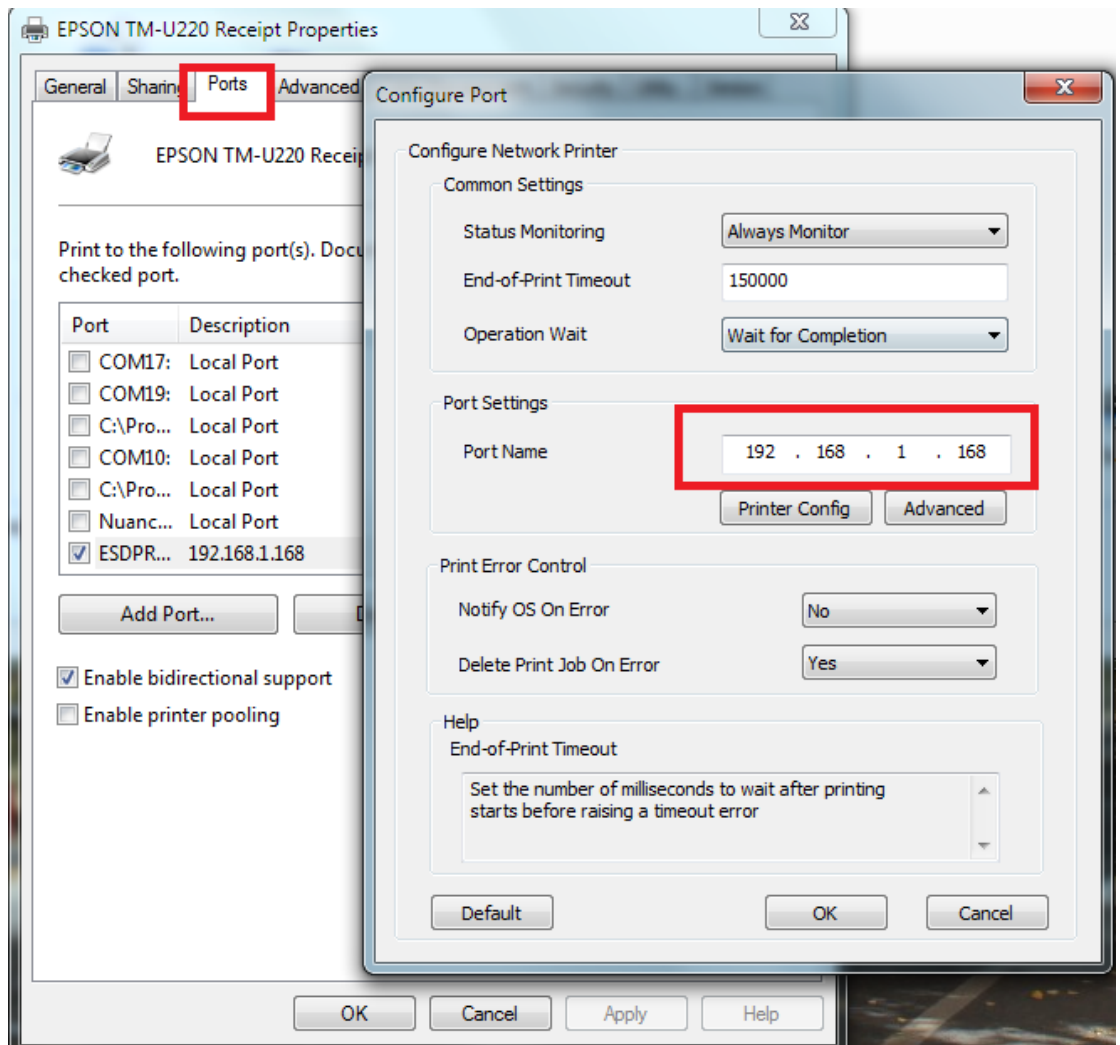 EPSON TM-U220 Receipt Properties
General Sharing Ports Advanced
EPSON TM-U220 Receip
Print to the following port(s). Docu
checked port.
Port Description
COM17: Local Port
COM19: Local Port
C:\Pro... Local Port
COM10: Local Port
C:\Pro... Local Port
Nuanc... Local Port
ESDPR... 192.168.1.168
Add Port...
Enable bidirectional support
Enable printer pooling
OK Cancel Apply Help
Configure Port
Configure Network Printer
Common Settings
Status Monitoring Always Monitor
End-of-Print Timeout 150000
Operation Wait Wait for Completion
Port Settings
Port Name 192 . 168 . 1 . 168
Printer Config Advanced
Print Error Control
Notify OS On Error No
Delete Print Job On Error Yes
Help
End-of-Print Timeout
Set the number of milliseconds to wait after printing
starts before raising a timeout error
Default OK Cancel